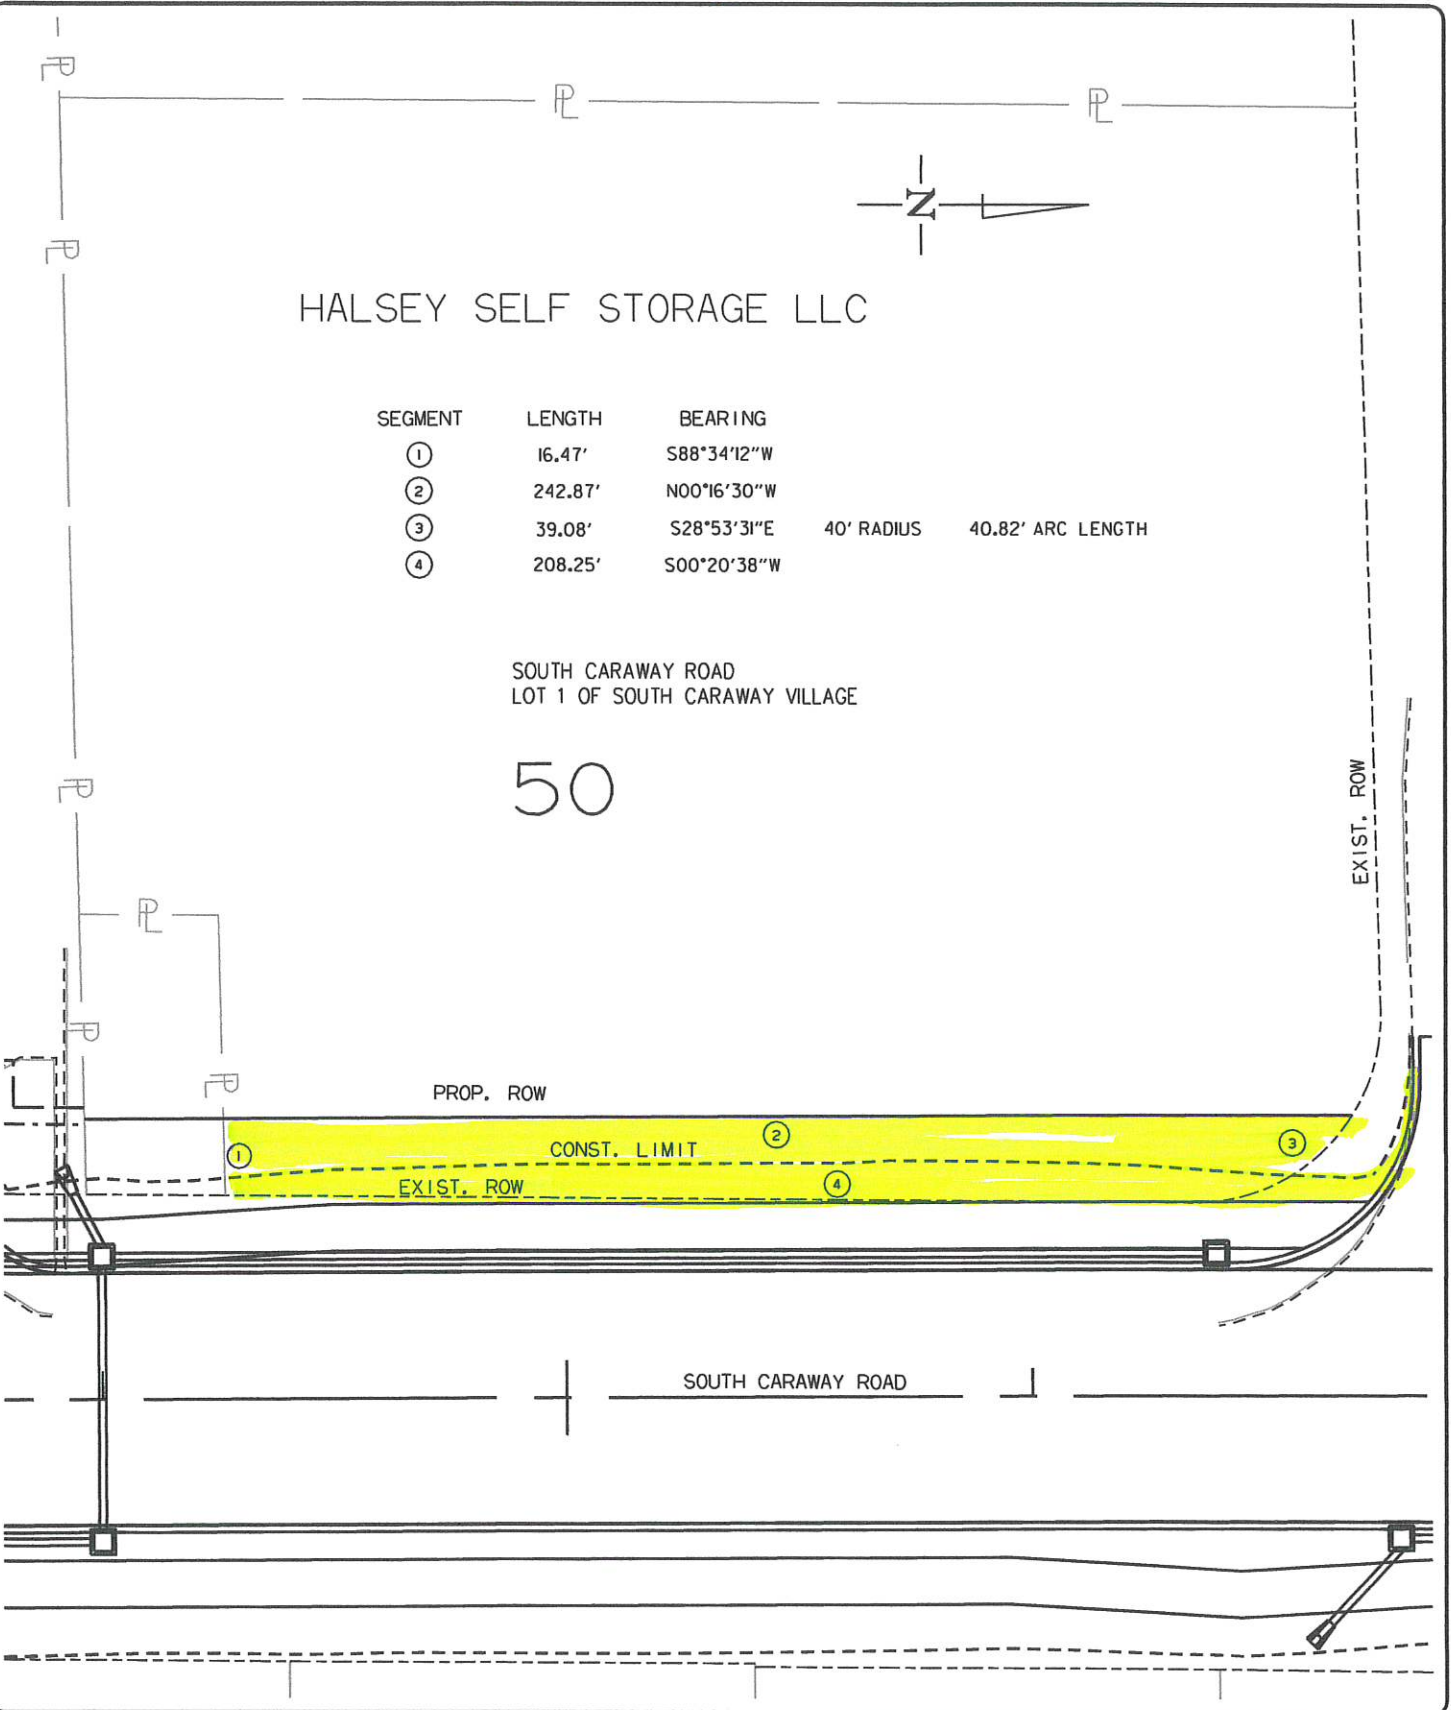 PL
PL PL
N
PL
HALSEY SELF STORAGE LLC
SEGMENT LENGTH BEARING
1 16.47' S88°34'12"W
2 242.87' N00°16'30"W
3 39.08' S28°53'31"E 40' RADIUS 40.82' ARC LENGTH
4 208.25' S00°20'38"W
SOUTH CARAWAY ROAD
LOT 1 OF SOUTH CARAWAY VILLAGE
50
PL
EXIST. ROW
PL
PL
PL
PROP. ROW
1 CONST. LIMIT 2 3
EXIST. ROW 4
SOUTH CARAWAY ROAD